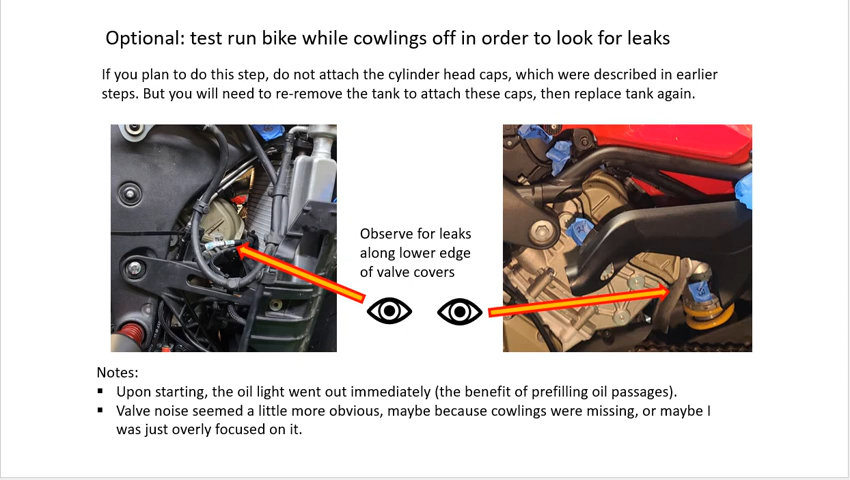 Optional: test run bike while cowlings off in order to look for leaks
If you plan to do this step, do not attach the cylinder head caps, which were described in earlier
steps. But you will need to re-remove the tank to attach these caps, then replace tank again.
Observe for leaks
along lower edge
of valve covers
Notes:
▪ Upon starting, the oil light went out immediately (the benefit of prefilling oil passages).
▪ Valve noise seemed a little more obvious, maybe because cowlings were missing, or maybe I
was just overly focused on it.